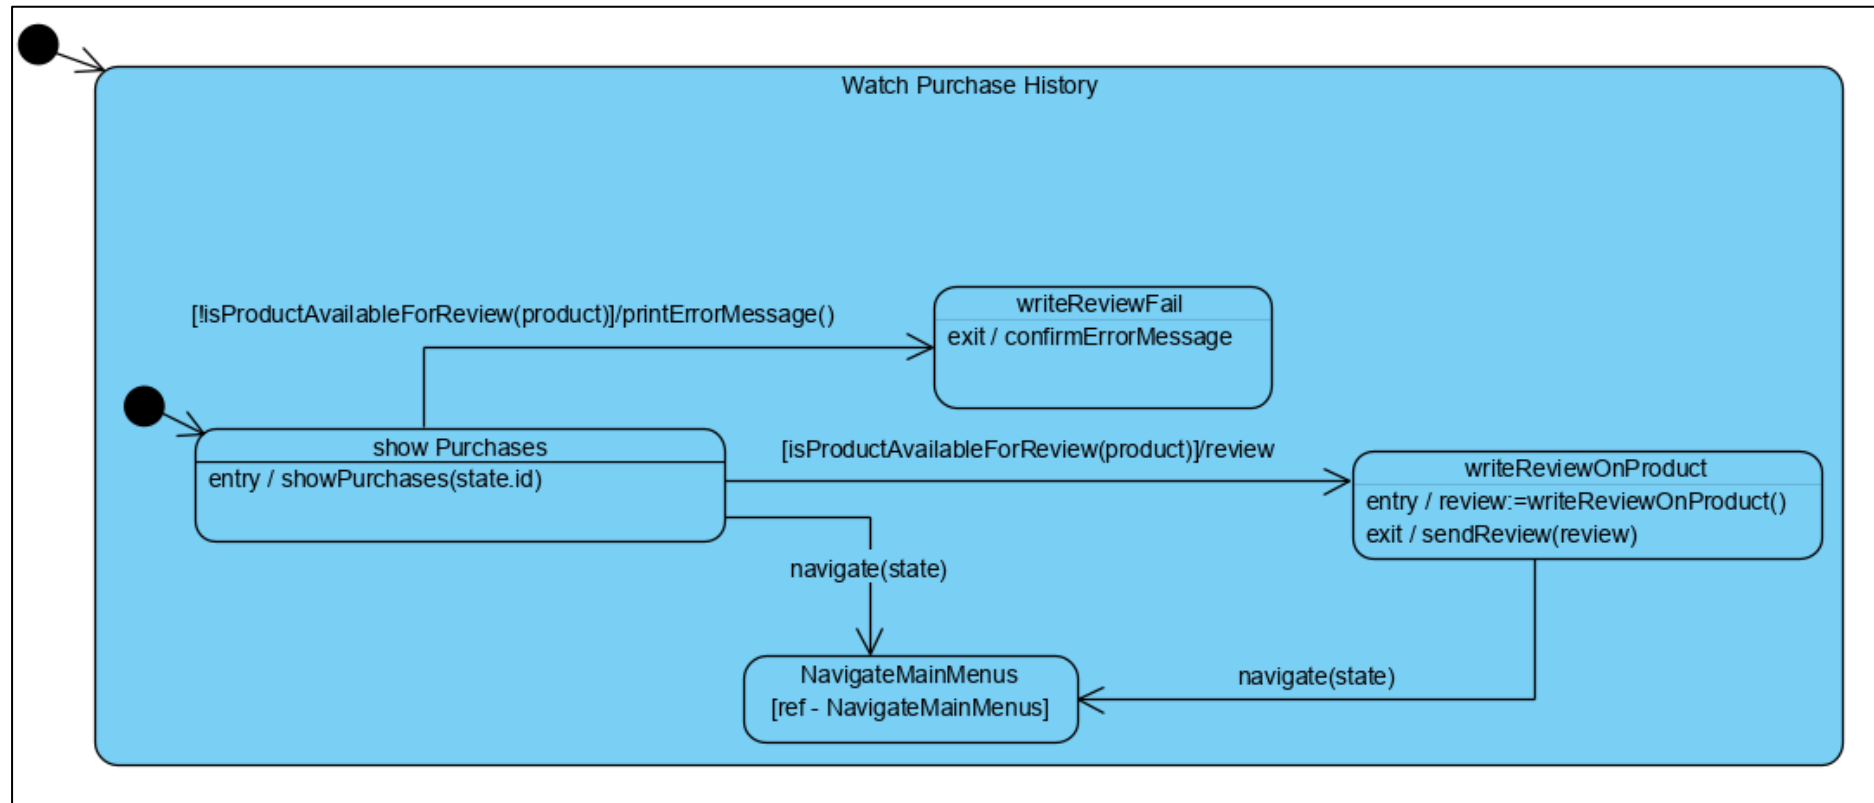 Watch Purchase History
[!isProductAvailableForReview(product)]/printErrorMessage()
writeReviewFail
exit / confirmErrorMessage
show Purchases
entry / showPurchases(state.id)
[isProductAvailableForReview(product)]/review
writeReviewOnProduct
entry / review:=writeReviewOnProduct()
exit / sendReview(review)
navigate(state)
NavigateMainMenus
[ref - NavigateMainMenus]
navigate(state)